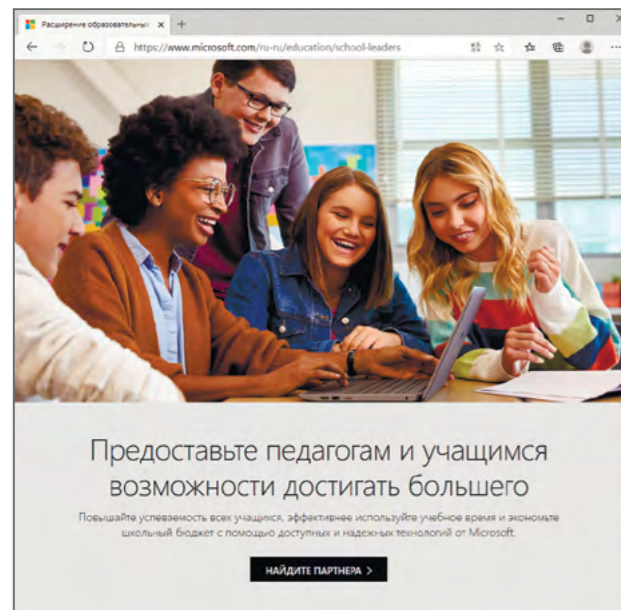 Расширение образовательных
https://www.microsoft.com/ru-ru/education/school-leaders
Предоставьте педагогам и учащимся
возможности достигать большего
Повышайте успеваемость всех учащихся, эффективнее используйте учебное время и экономьте
школьный бюджет с помощью доступных и надежных технологий от Microsoft.
НАЙДИТЕ ПАРТНЕРА >